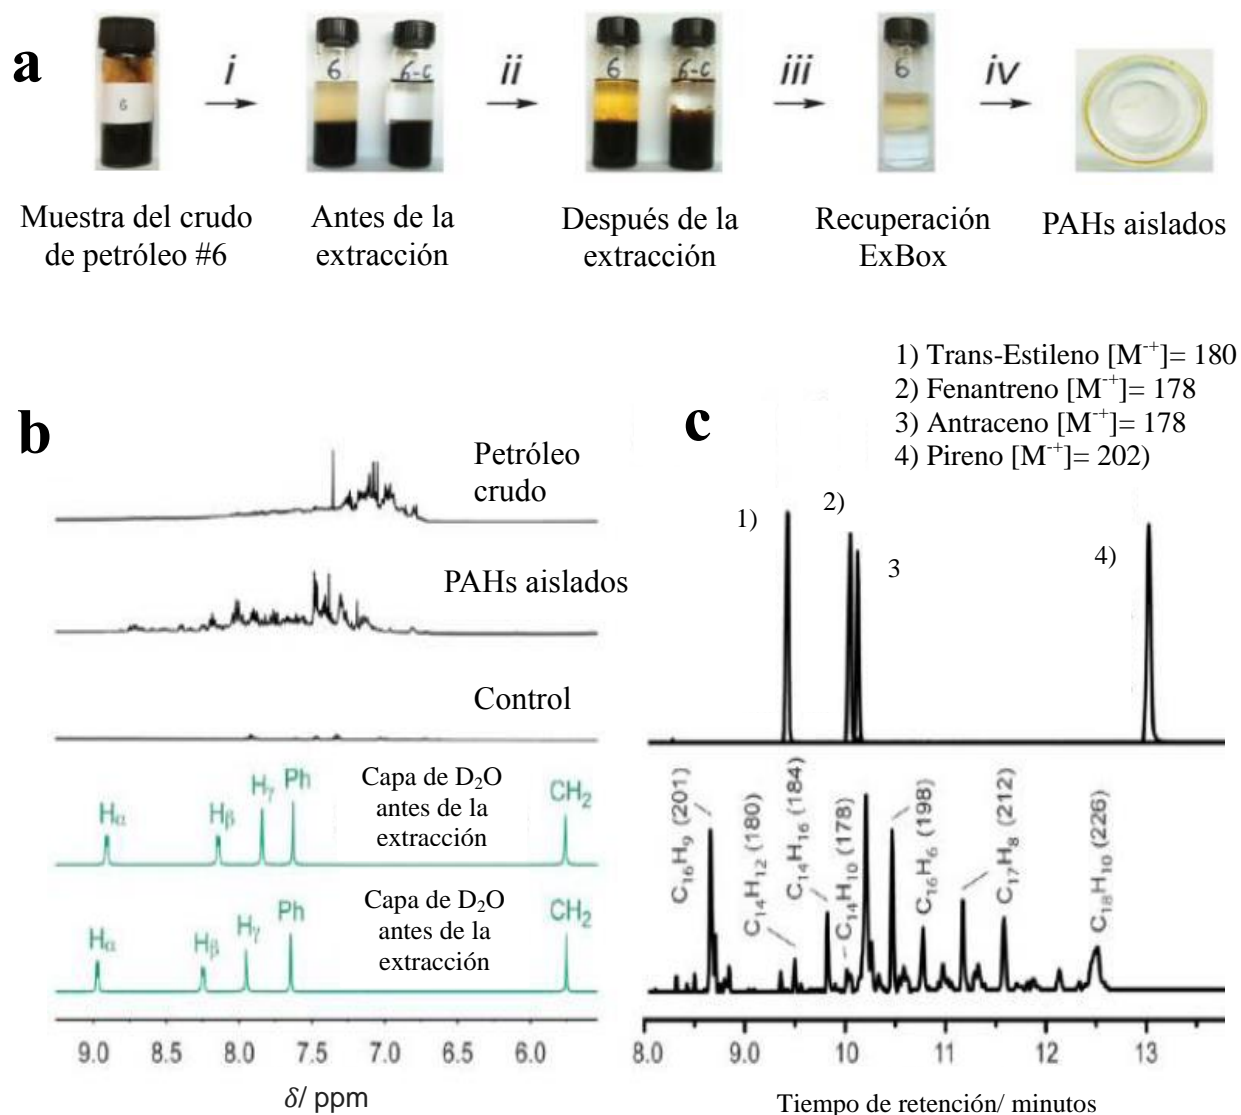 a
i
ii
iii
iv
6
6
6-C
6
6-C
6
Muestra del crudo
de petróleo #6
Antes de la
extracción
Después de la
extracción
Recuperación
ExBox
PAHs aislados
b
Petróleo
crudo
PAHs aislados
Control
Capa de D₂O
antes de la
extracción
Hα
Hβ
Hγ
Ph
CH₂
Capa de D₂O
antes de la
extracción
Hα
Hβ
Hγ
Ph
CH₂
9.0 8.5 8.0 7.5 7.0 6.5 6.0
δ/ ppm
c
1) Trans-Estileno [M⁻⁺]= 180
2) Fenantreno [M⁻⁺]= 178
3) Antraceno [M⁻⁺]= 178
4) Pireno [M⁻⁺]= 202)
1)
2)
3
4)
C₁₆H₉ (201)
C₁₄H₁₂ (180)
C₁₄H₁₆ (184)
C₁₄H₁₀ (178)
C₁₆H₆ (198)
C₁₇H₈ (212)
C₁₈H₁₀ (226)
8.0 9.0 10 11 12 13
Tiempo de retención/ minutos